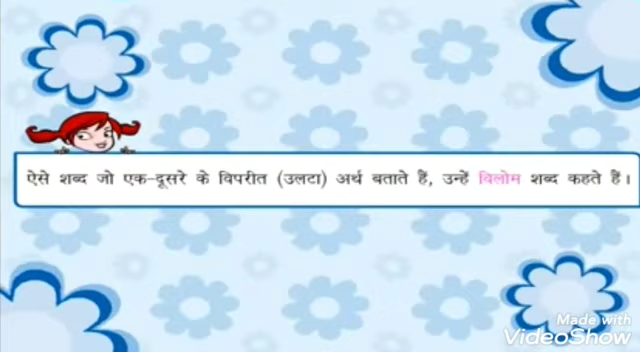 ऐसे शब्द जो एक-दूसरे के विपरीत (उलटा) अर्थ बताते हैं, उन्हें विलोम शब्द कहते हैं।
Made with
VideoShow